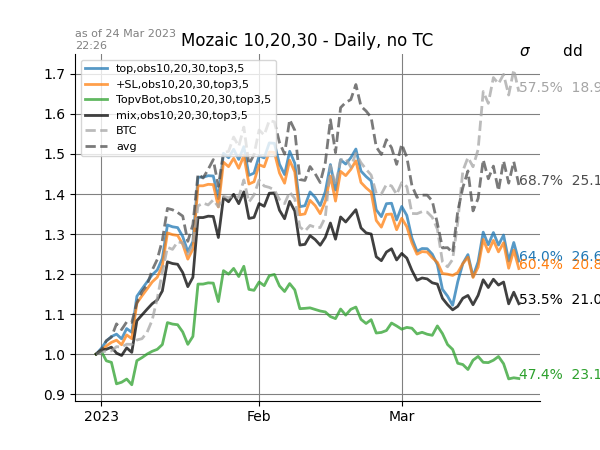 as of 24 Mar 2023
22:26
Mozaic 10,20,30 - Daily, no TC
σ dd
1.7
1.6
1.5
1.4
1.3
1.2
1.1
1.0
0.9
top,obs10,20,30,top3,5
+SL,obs10,20,30,top3,5
TopvBot,obs10,20,30,top3,5
mix,obs10,20,30,top3,5
BTC
avg
57.5% 18.9
68.7% 25.1
64.0% 26.6
60.4% 20.8
53.5% 21.0
47.4% 23.1
2023 Feb Mar